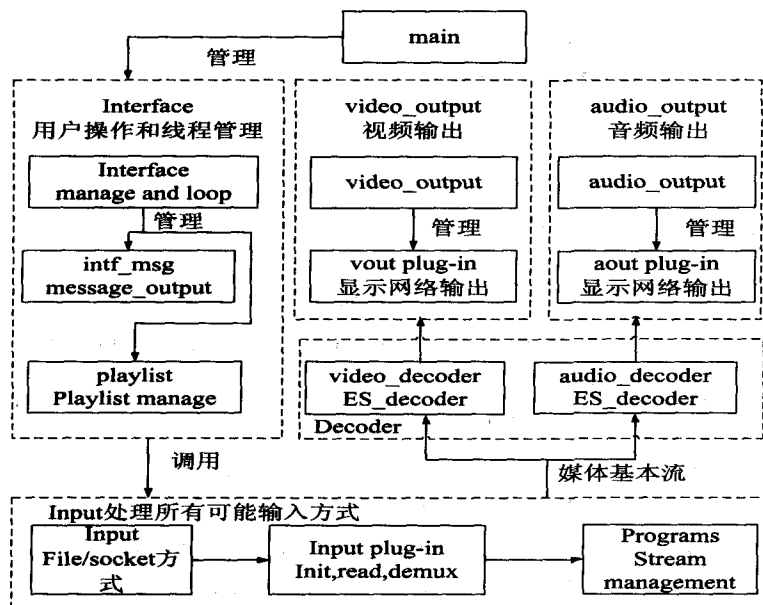 main
管理
Interface
用户操作和线程管理
Interface
manage and loop
管理
intf_msg
message_output
playlist
Playlist manage
video_output
视频输出
video_output
管理
vout plug-in
显示网络输出
audio_output
音频输出
audio_output
管理
aout plug-in
显示网络输出
video_decoder
ES_decoder
audio_decoder
ES_decoder
Decoder
调用
媒体基本流
Input处理所有可能输入方式
Input
File/socket方
式
Input plug-in
Init,read,demux
Programs
Stream
management